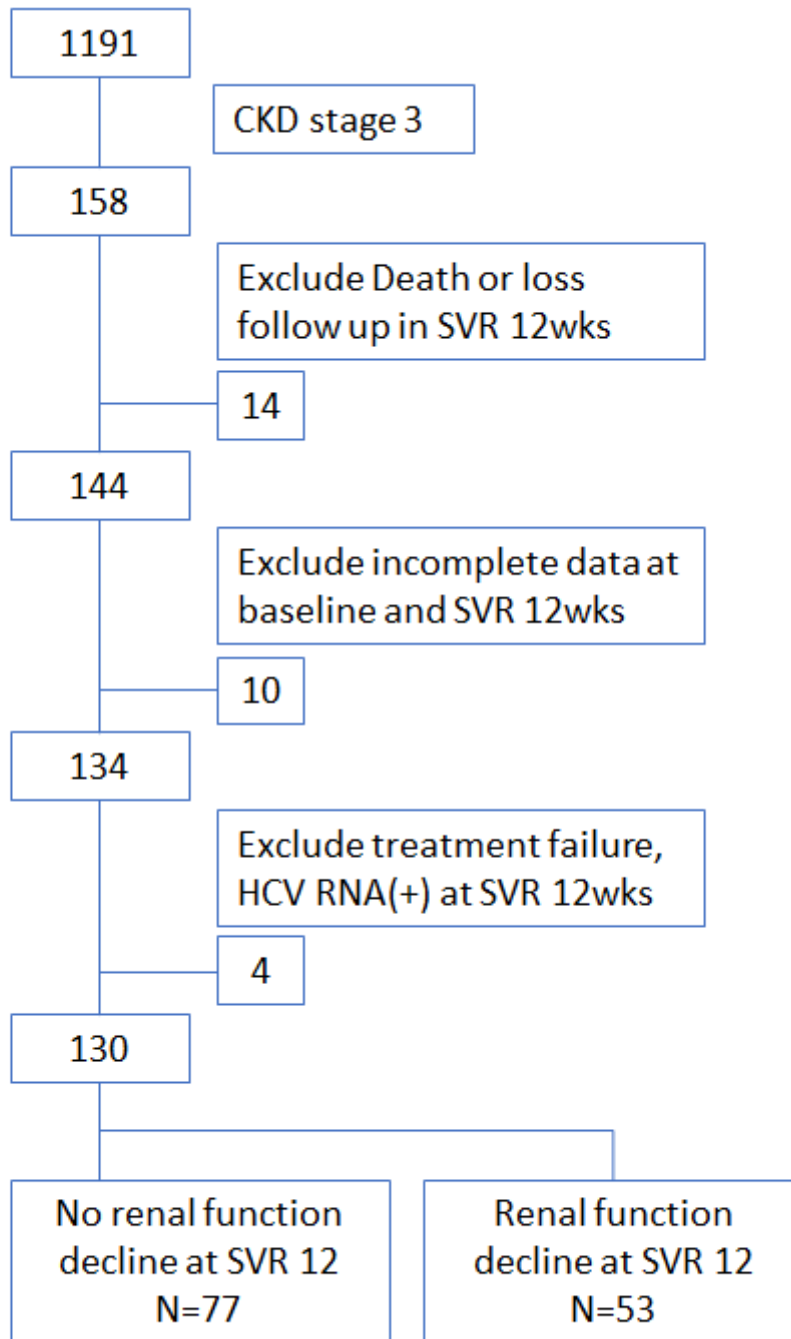 1191
CKD stage 3
158
Exclude Death or loss
follow up in SVR 12wks
14
144
Exclude incomplete data at
baseline and SVR 12wks
10
134
Exclude treatment failure,
HCV RNA(+) at SVR 12wks
4
130
No renal function
decline at SVR 12
N=77
Renal function
decline at SVR 12
N=53